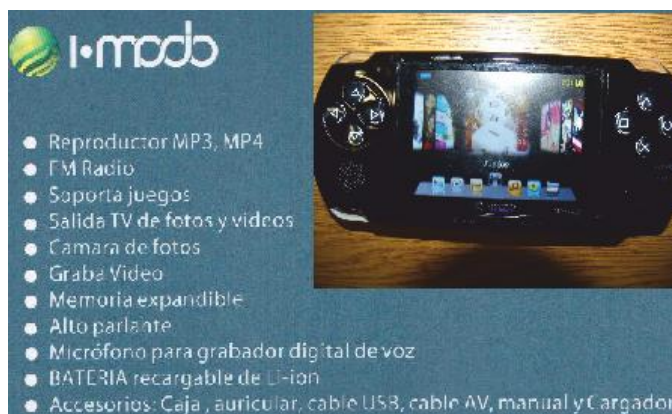 i•modo
Reproductor MP3, MP4
FM Radio
Soporta juegos
Salida TV de fotos y videos
Camara de fotos
Graba Video
Memoria expandible
Alto parlante
Micrófono para grabador digital de voz
BATERIA recargable de Li-ion
Accesorios: Caja, auricular, cable USB, cable AV, manual y Cargador